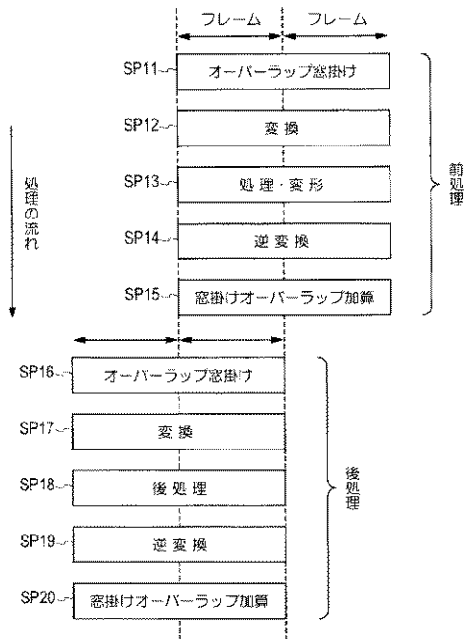 フレーム フレーム
SP11 オーバーラップ窓掛け
SP12 変換
SP13 処理・変形
SP14 逆変換
SP15 窓掛けオーバーラップ加算
前処理
処理の流れ
SP16 オーバーラップ窓掛け
SP17 変換
SP18 後処理
SP19 逆変換
SP20 窓掛けオーバーラップ加算
後処理